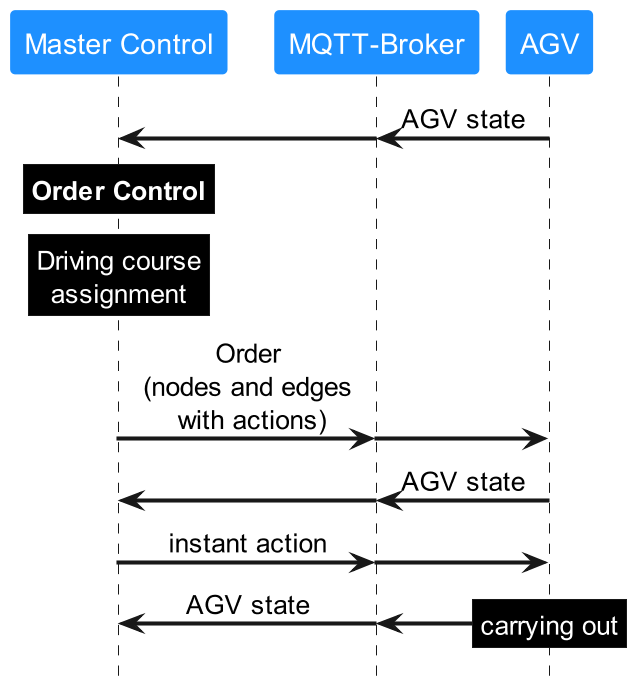 Master Control
MQTT-Broker
AGV
AGV state
Order Control
Driving course
assignment
Order
(nodes and edges
with actions)
AGV state
instant action
AGV state
carrying out